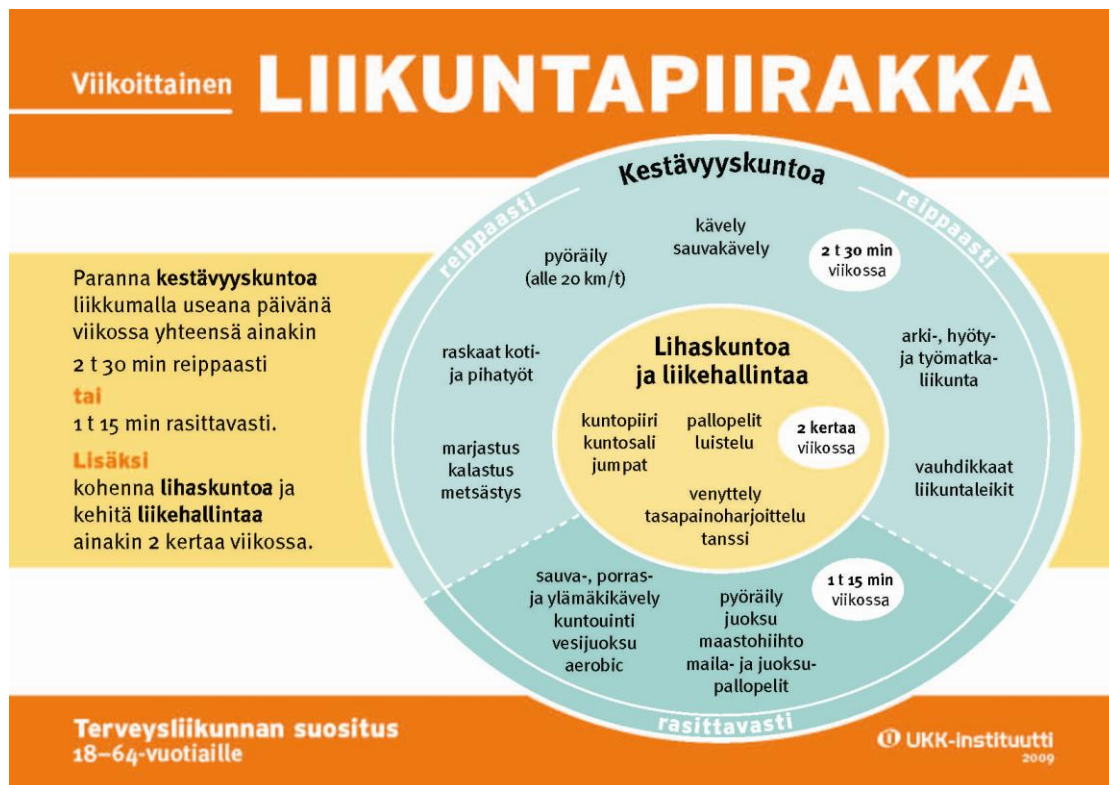 Viikoittainen LIIKUNTAPIIRAKKA
Paranna kestävyyskuntoa
liikkumalla useana päivänä
viikossa yhteensä ainakin
2 t 30 min reippaasti
tai
1 t 15 min rasittavasti.
Lisäksi
kohenna lihaskuntoa ja
kehitä liikehallintaa
ainakin 2 kertaa viikossa.
Kestävyyskuntoa
reippaasti
reippaasti
kävely
sauvakävely
2 t 30 min
viikossa
pyöräily
(alle 20 km/t)
raskaat koti-
ja pihatyöt
marjastus
kalastus
metsästys
arki-, hyöty-
ja työmatka-
liikunta
vauhdikkaat
liikuntaleikit
Lihaskuntoa
ja liikehallintaa
kuntopiiri
kuntosali
jumpat
pallopelit
luistelu
2 kertaa
viikossa
venyttely
tasapainoharjoittelu
tanssi
sauva-, porras-
ja ylämäkikävely
kuntouinti
vesijuoksu
aerobic
pyöräily
juoksu
maastohiihto
maila- ja juoksu-
pallopelit
1 t 15 min
viikossa
rasittavasti
Terveysliikunnan suositus
18–64-vuotiaille
UKK-instituutti
2009